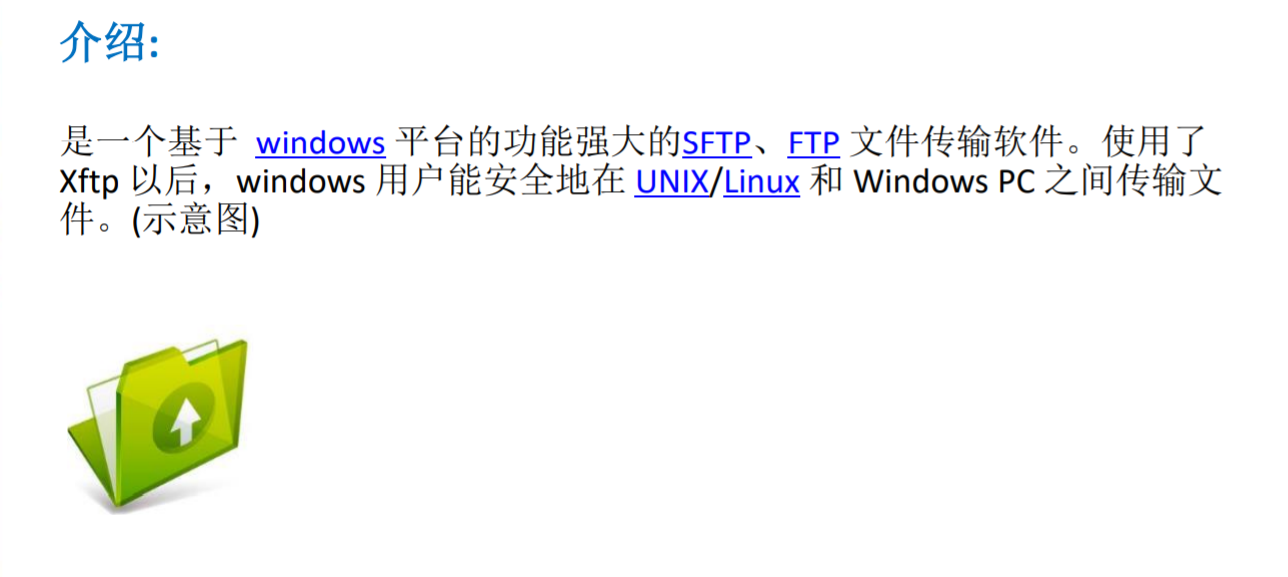 介绍:
是一个基于 windows 平台的功能强大的SFTP、FTP 文件传输软件。使用了
Xftp 以后，windows 用户能安全地在 UNIX/Linux 和 Windows PC 之间传输文
件。(示意图)